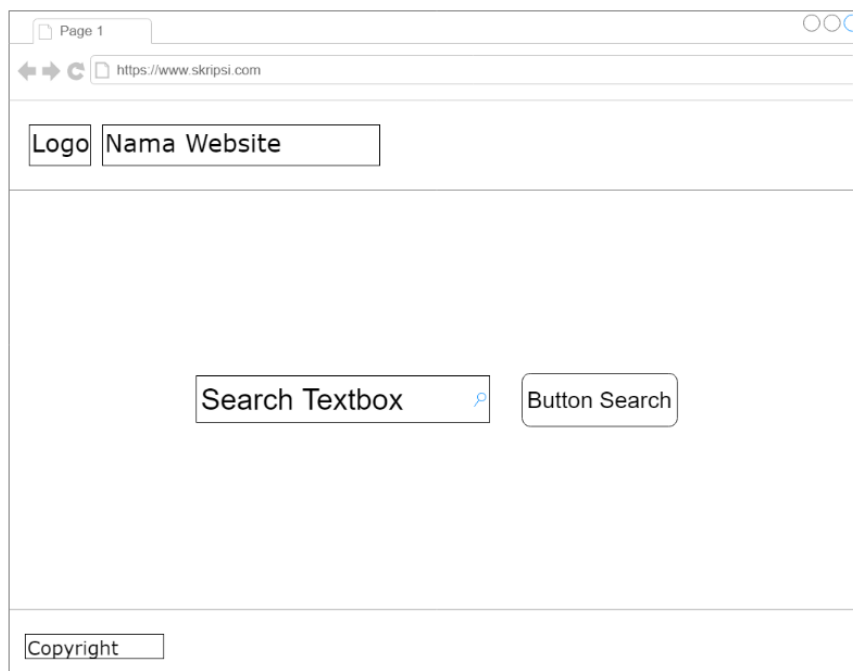 Page 1
https://www.skripsi.com
Logo Nama Website
Search Textbox Button Search
Copyright